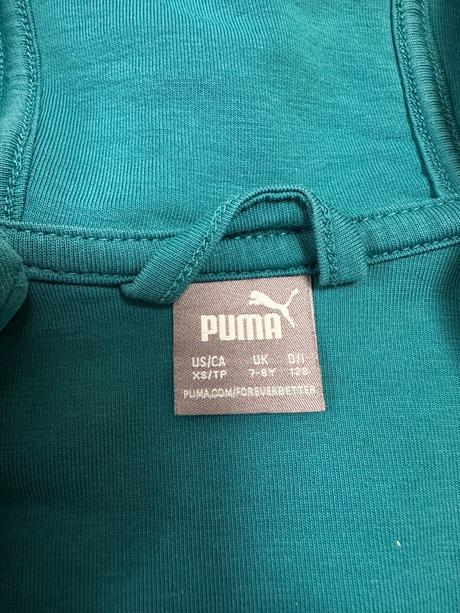 PUMA
US/CA UK D/I
XS/TP 7-8Y 128
PUMA.COM/FOREVERBETTER